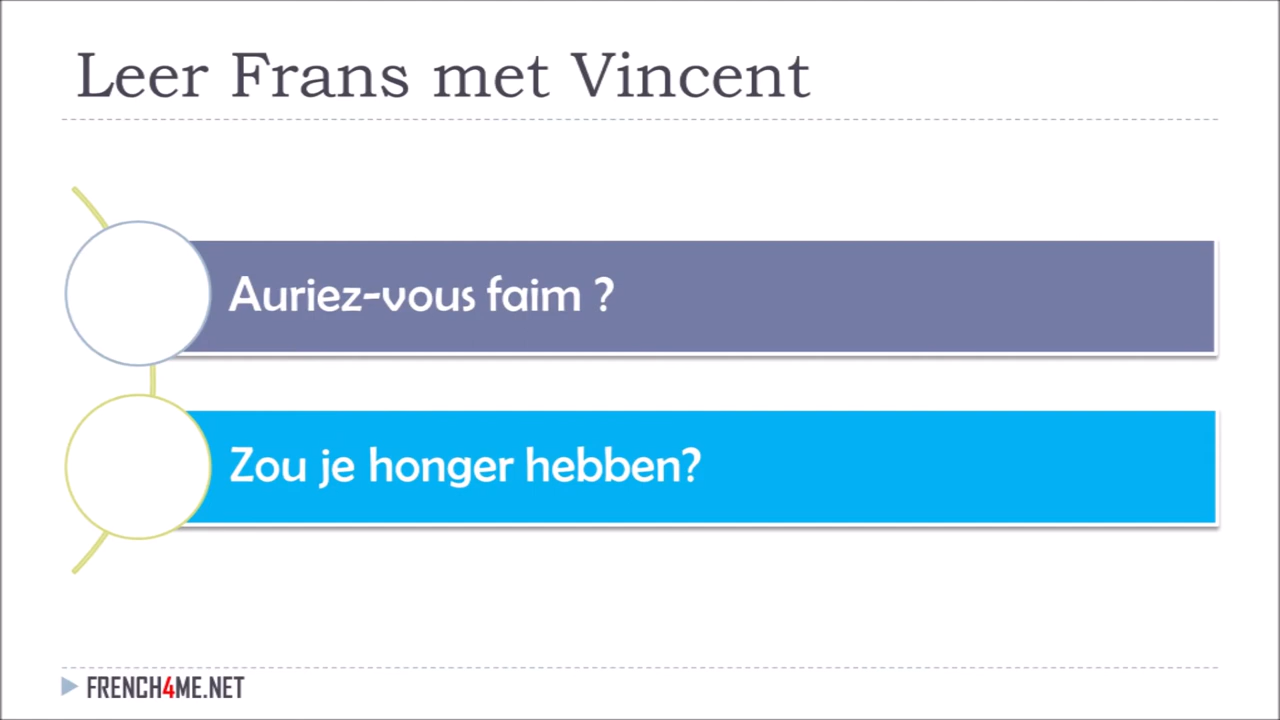 Leer Frans met Vincent
Auriez-vous faim ?
Zou je honger hebben?
FRENCH4ME.NET